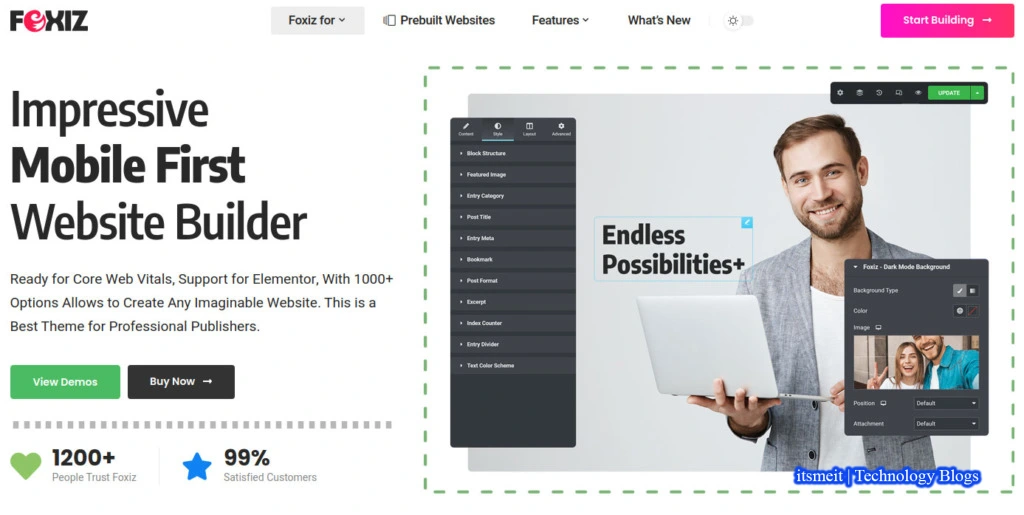 FOXIZ
Foxiz for
Prebuilt Websites
Features
What's New
Start Building
Impressive
Mobile First
Website Builder
Ready for Core Web Vitals, Support for Elementor, With 1000+
Options Allows to Create Any Imaginable Website. This is a
Best Theme for Professional Publishers.
View Demos
Buy Now
1200+
People Trust Foxiz
99%
Satisfied Customers
UPDATE
Content
Style
Layout
Advanced
Block Structure
Featured Image
Entry Category
Post Title
Entry Meta
Bookmark
Post Format
Excerpt
Index Counter
Entry Divider
Text Color Scheme
Endless
Possibilities+
Foxiz - Dark Mode Background
Background Type
Color
Image
Position
Default
Attachment
Default
itsmeit | Technology Blogs